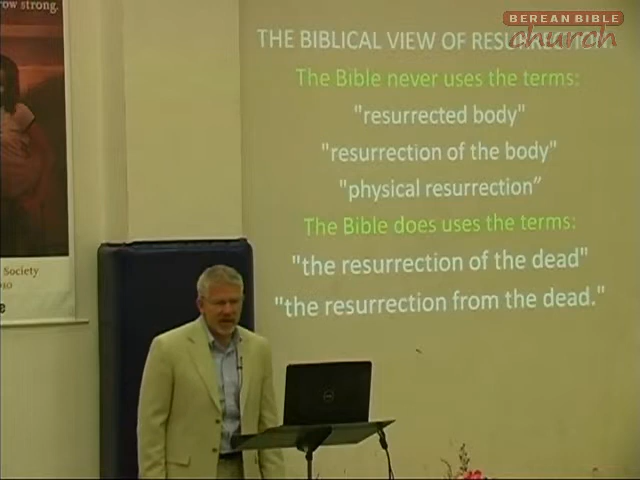 ow strong.
BEREAN BIBLE
church
THE BIBLICAL VIEW OF RESURRECTION
The Bible never uses the terms:
"resurrected body"
"resurrection of the body"
"physical resurrection”
The Bible does uses the terms:
"the resurrection of the dead"
"the resurrection from the dead."
Society